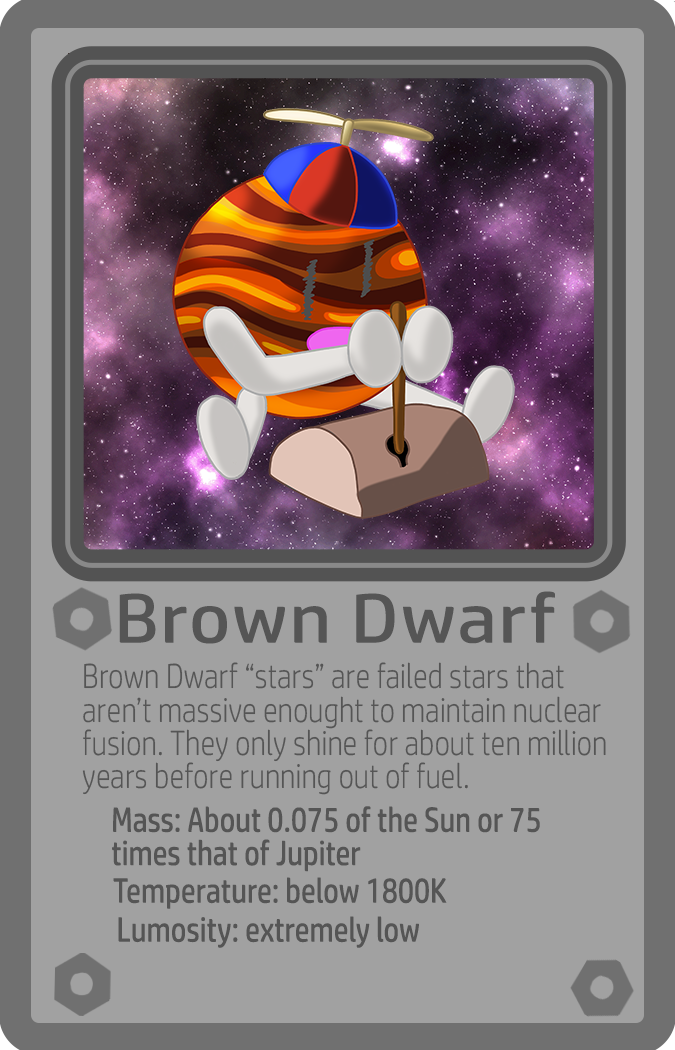 Brown Dwarf
Brown Dwarf “stars” are failed stars that
aren’t massive enought to maintain nuclear
fusion. They only shine for about ten million
years before running out of fuel.
Mass: About 0.075 of the Sun or 75
times that of Jupiter
Temperature: below 1800K
Lumosity: extremely low